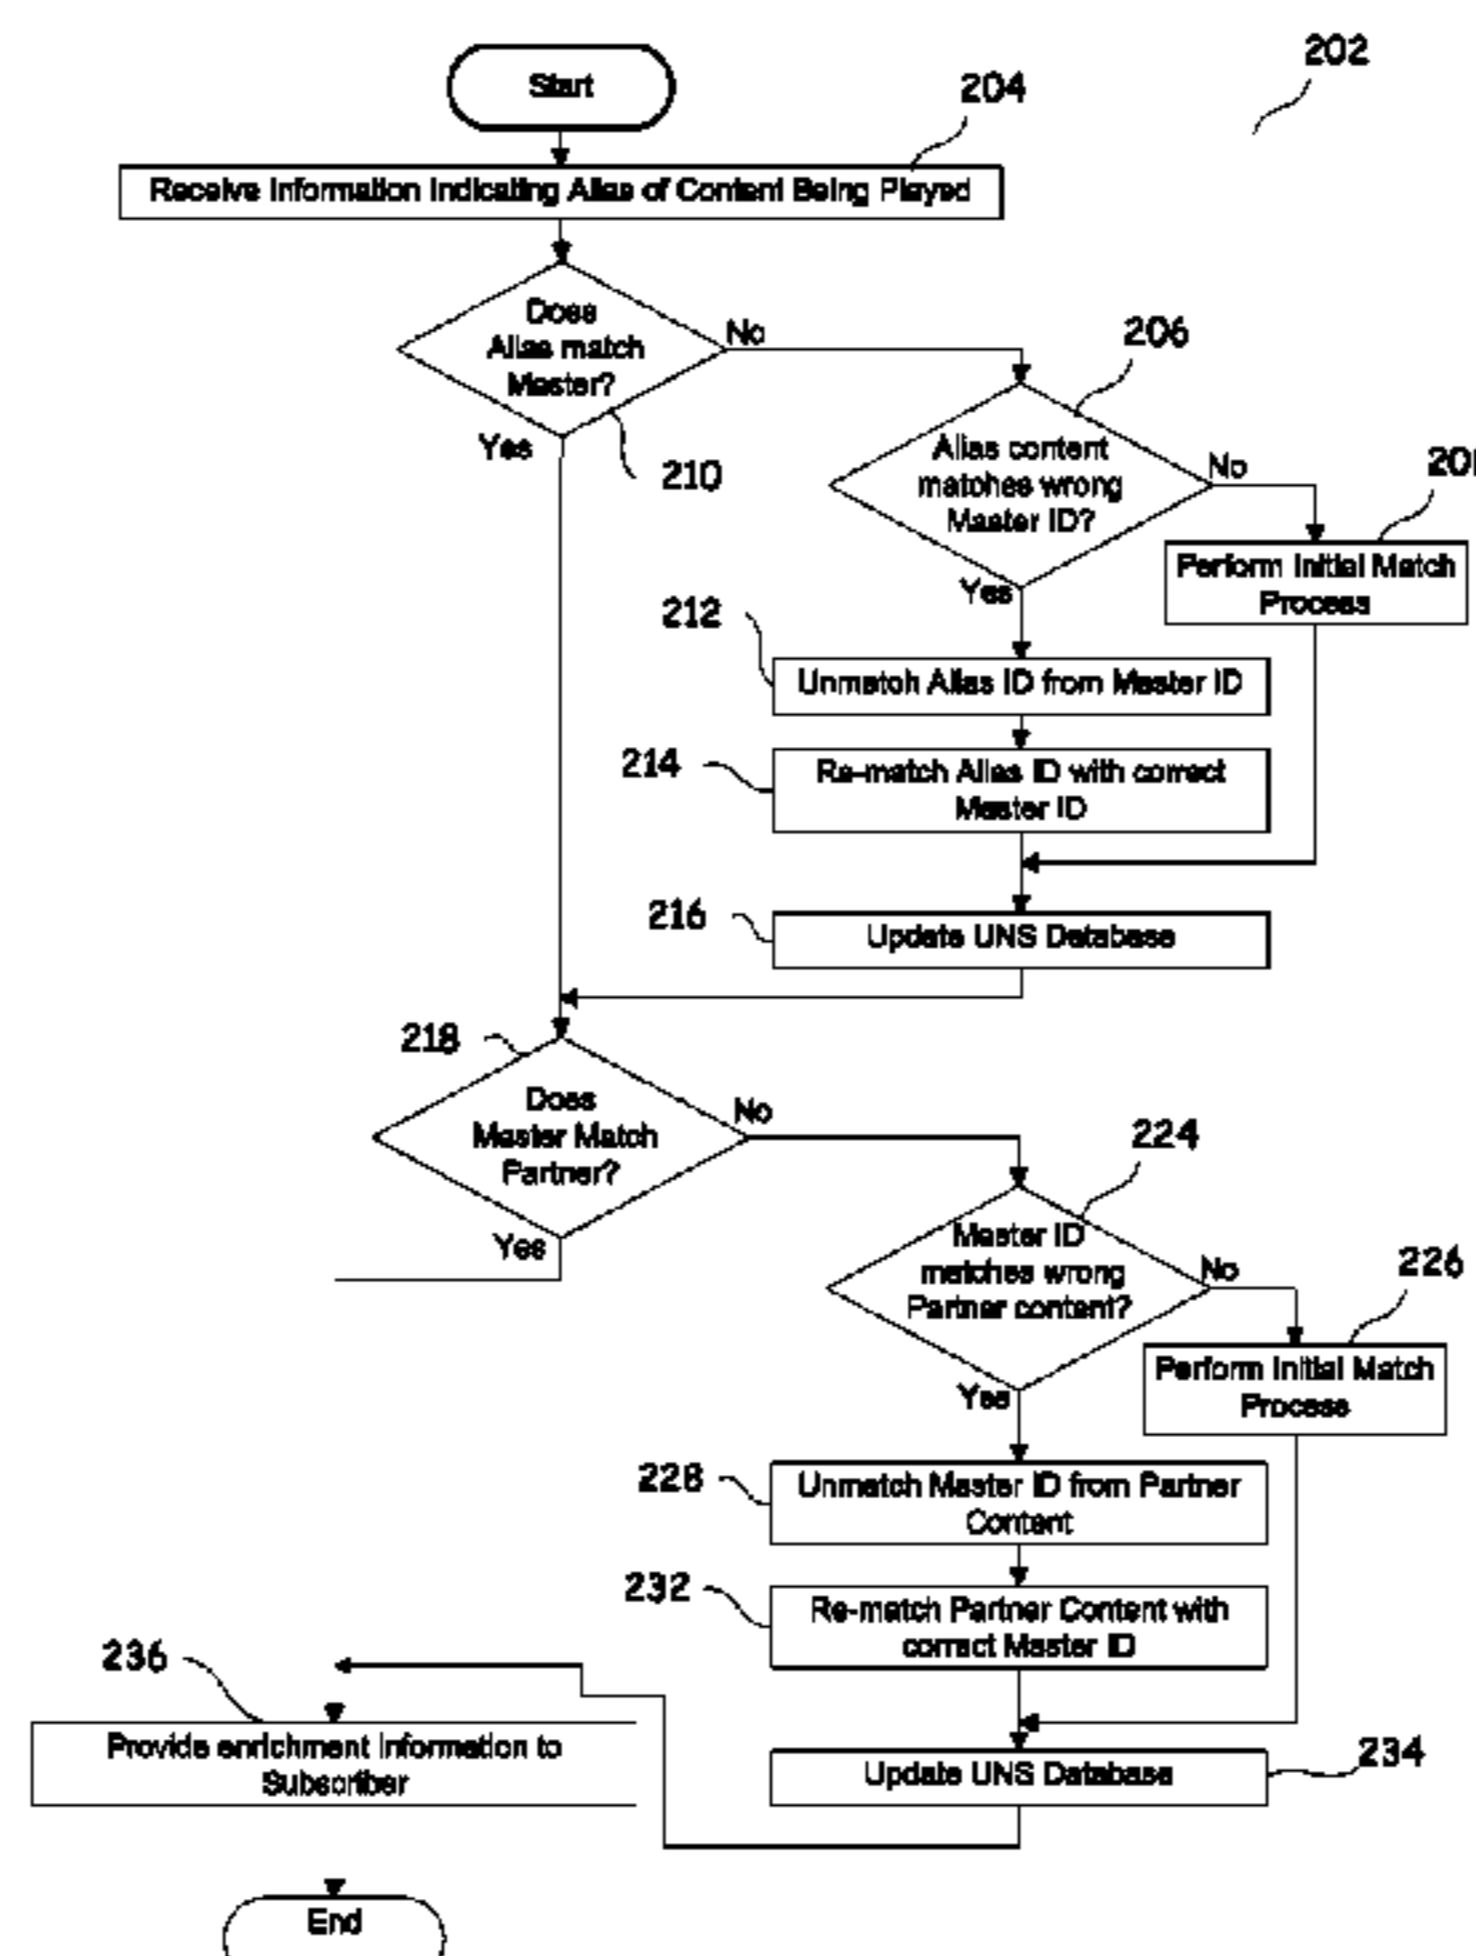 202
Start
204
Receive Information Indicating Alias of Content Being Played
Does
Alias match
Master?
No
Yes
210
206
Alias content
matches wrong
Master ID?
No
Yes
Perform Initial Match
Process
212
Unmatch Alias ID from Master ID
214
Re-match Alias ID with correct
Master ID
216
Update UNS Database
218
Does
Master Match
Partner?
No
Yes
224
Master ID
matches wrong
Partner content?
No
Yes
226
Perform Initial Match
Process
228
Unmatch Master ID from Partner
Content
232
Re-match Partner Content with
correct Master ID
236
Provide enrichment Information to
Subscriber
234
Update UNS Database
End